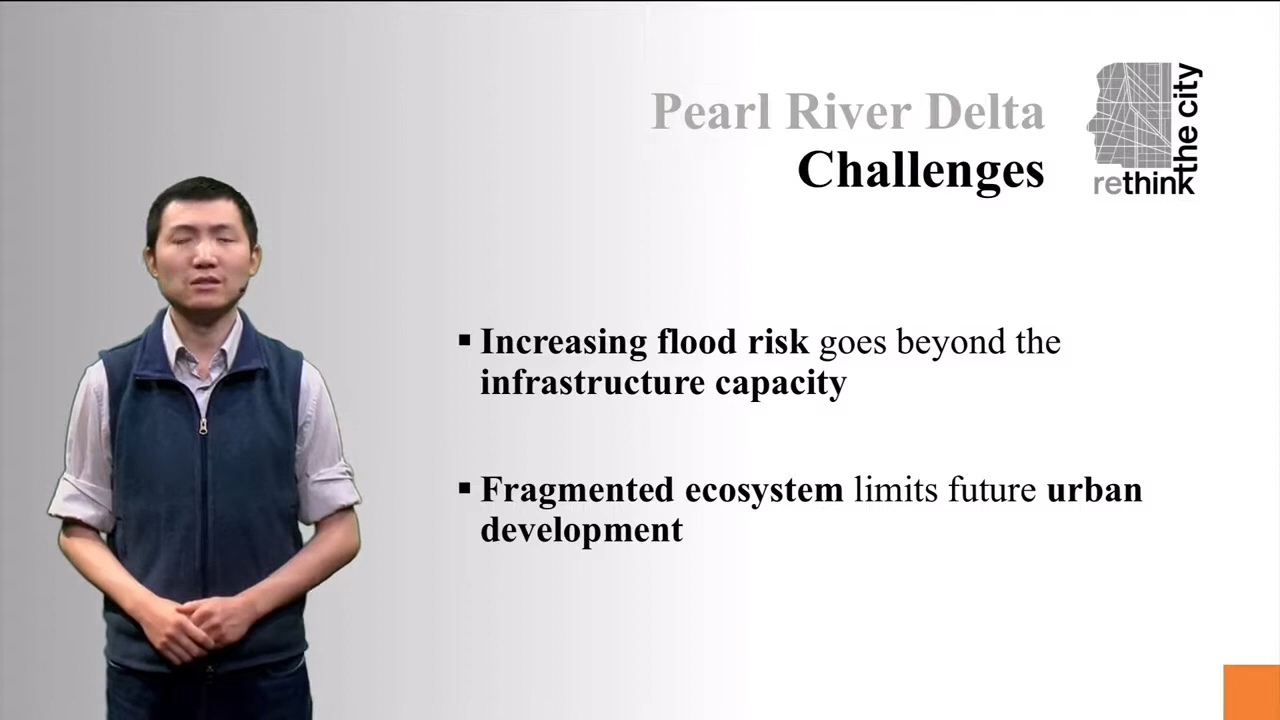 Pearl River Delta
Challenges
rethink
the city
▪ Increasing flood risk goes beyond the
infrastructure capacity
▪ Fragmented ecosystem limits future urban
development